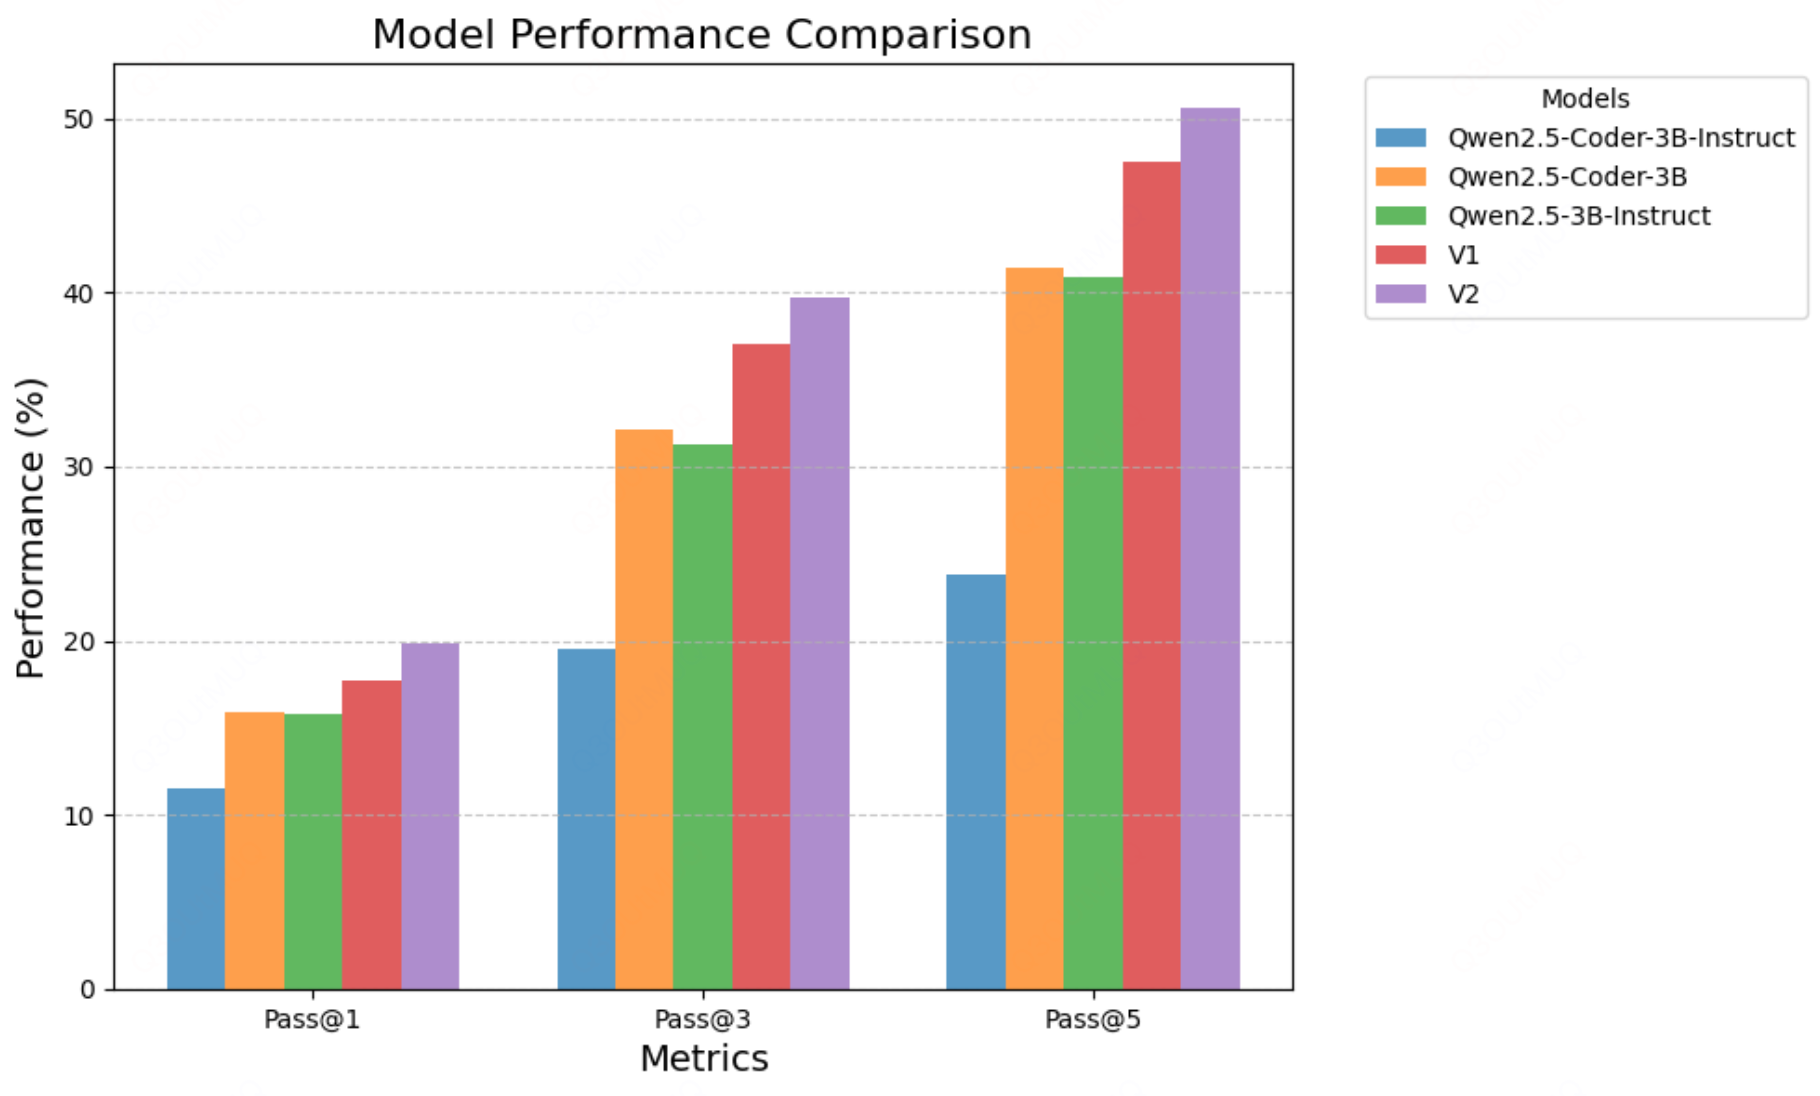 Model Performance Comparison
Performance (%)
50
40
30
20
10
0
Pass@1
Pass@3
Pass@5
Metrics
Models
Qwen2.5-Coder-3B-Instruct
Qwen2.5-Coder-3B
Qwen2.5-3B-Instruct
V1
V2